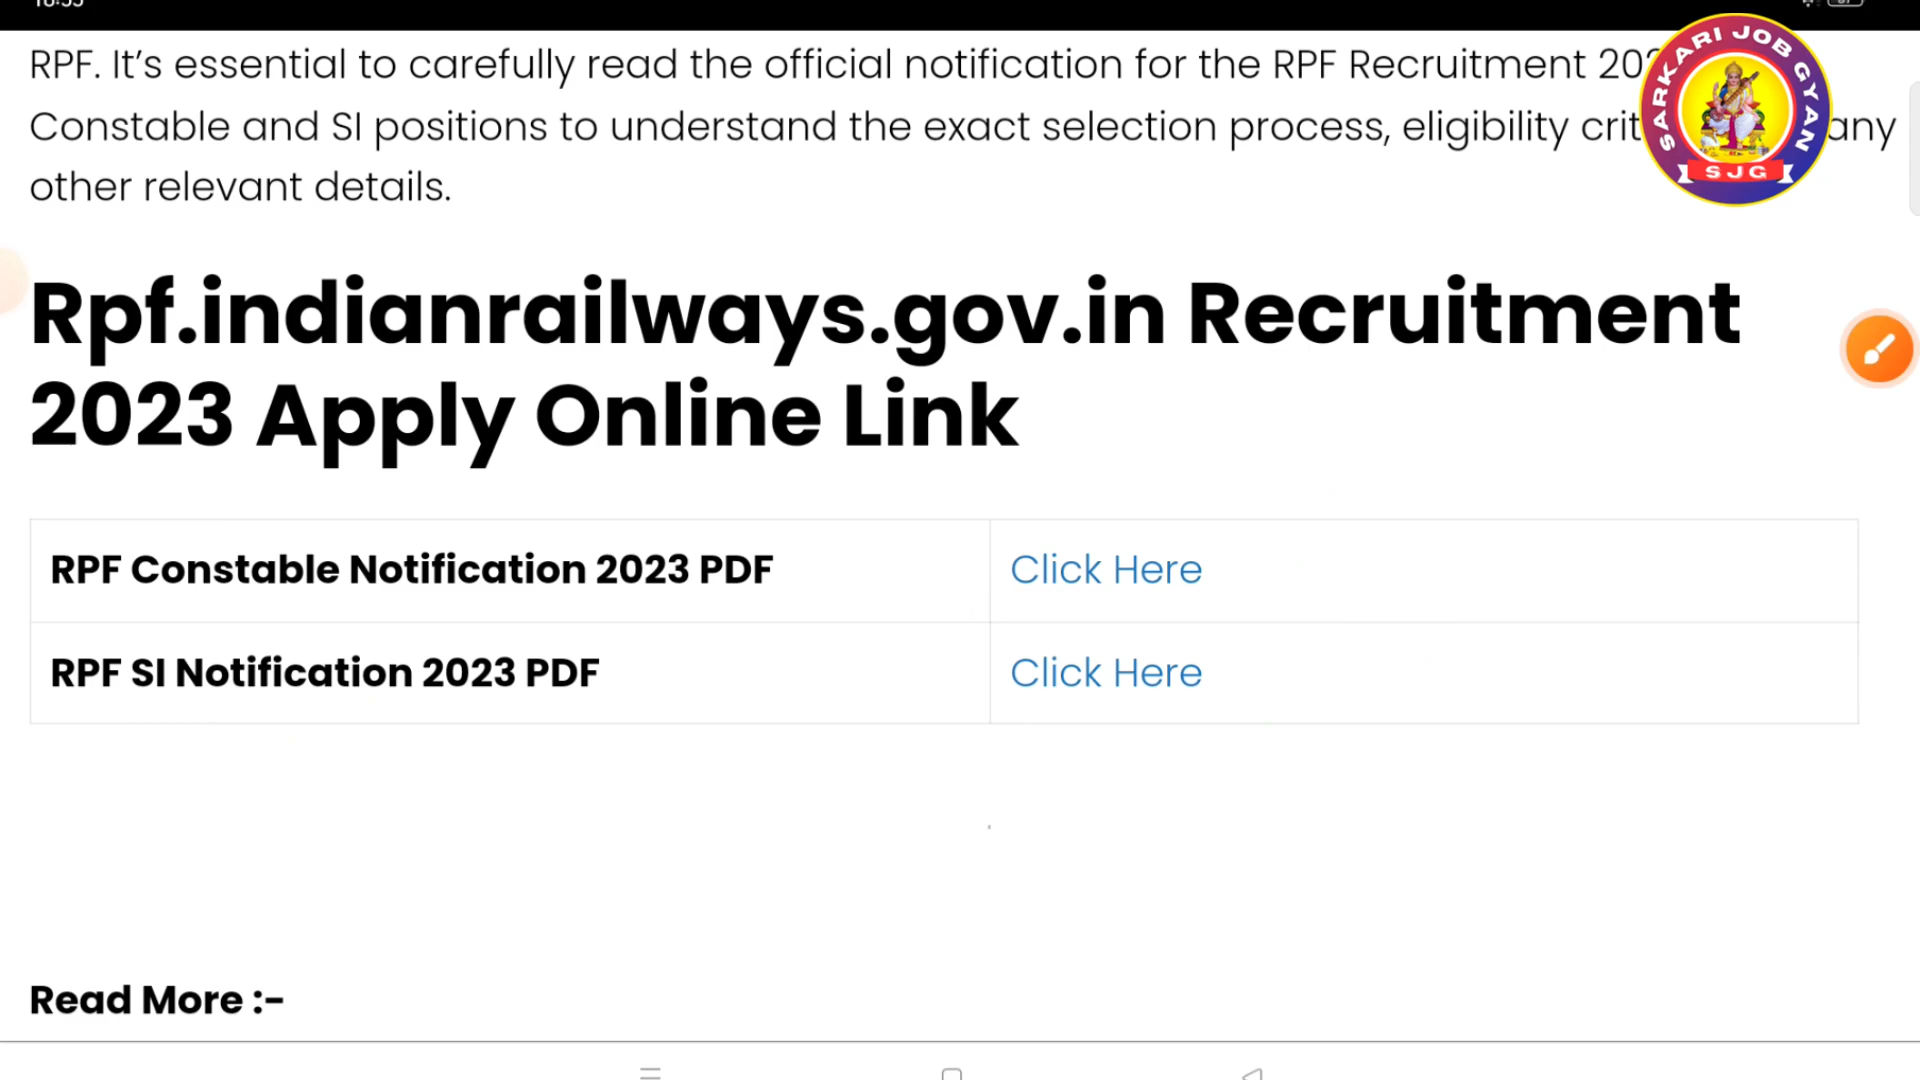 RPF. It’s essential to carefully read the official notification for the RPF Recruitment
Constable and SI positions to understand the exact selection process, eligibility any
other relevant details.
SARKARI JOB GYAN
SJG
Rpf.indianrailways.gov.in Recruitment
2023 Apply Online Link
RPF Constable Notification 2023 PDF Click Here
RPF SI Notification 2023 PDF Click Here
Read More :-